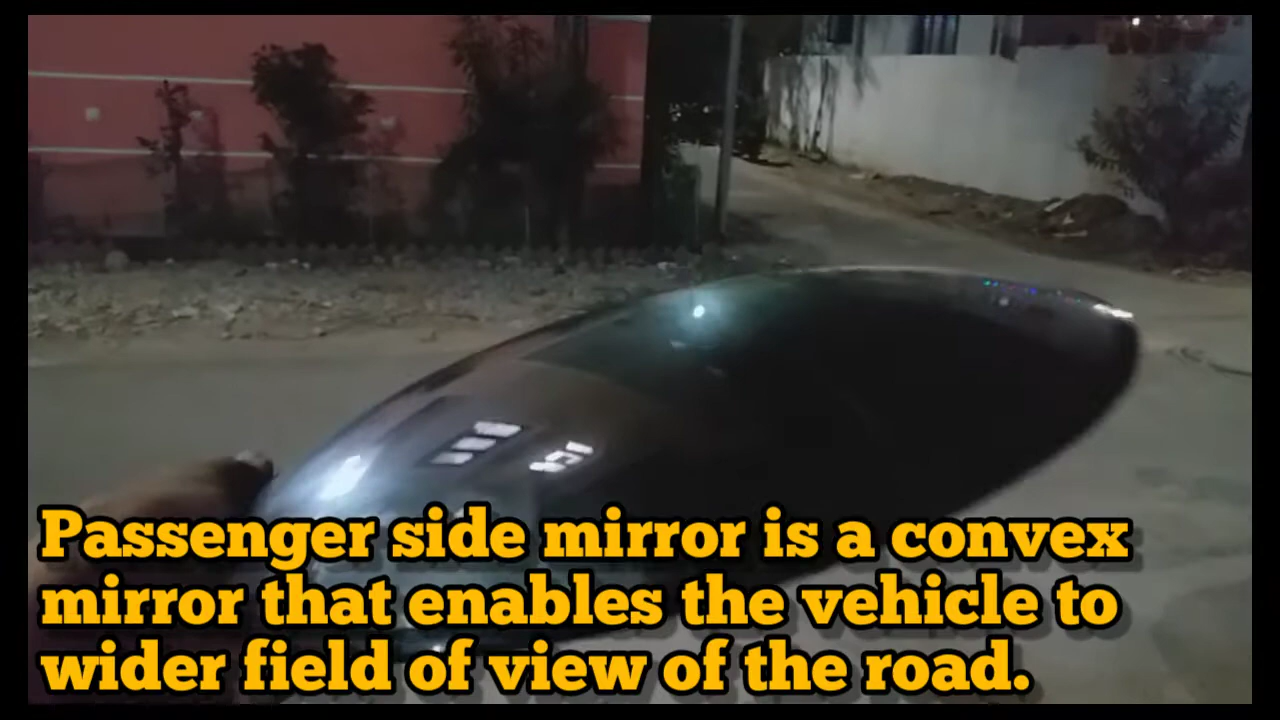 Passenger side mirror is a convex
mirror that enables the vehicle to
wider field of view of the road.